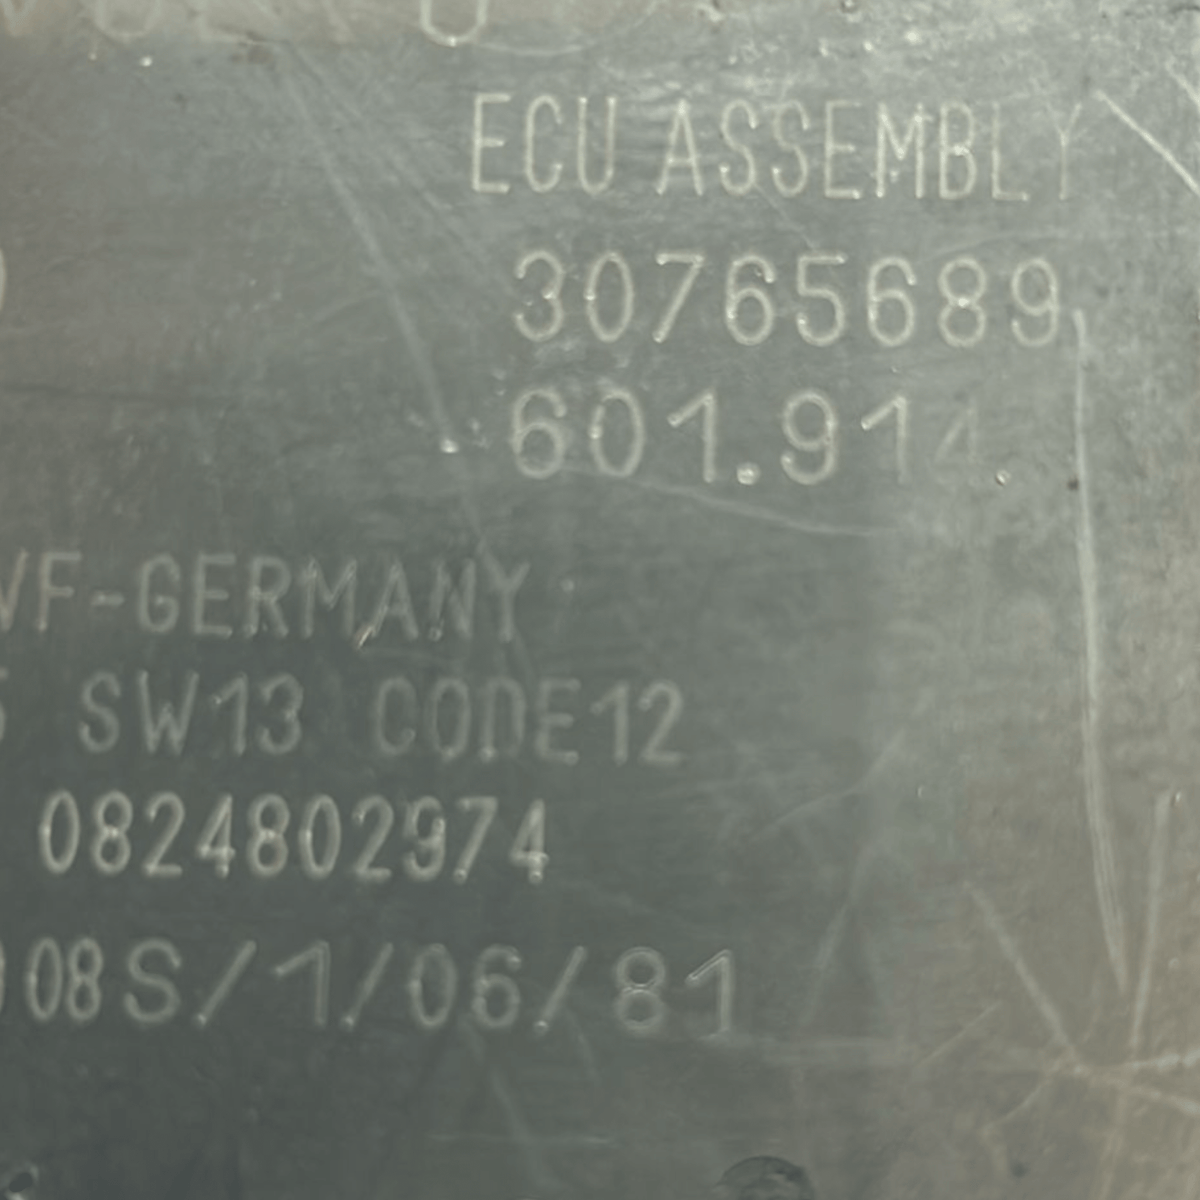 ECU ASSEMBLY
30765689
601.914.
VF-GERMANY
SW13 CODE12
0824802974
08S/1/06/81